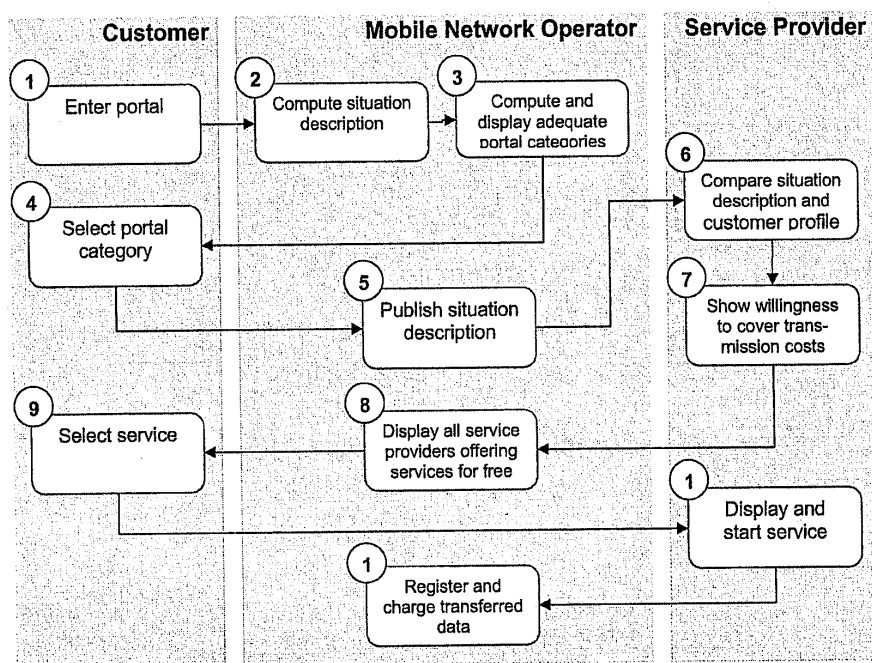 Customer
Mobile Network Operator
Service Provider
1
Enter portal
2
Compute situation
description
3
Compute and
display adequate
portal categories
4
Select portal
category
5
Publish situation
description
6
Compare situation
description and
customer profile
7
Show willingness
to cover trans-
mission costs
8
Display all service
providers offering
services for free
9
Select service
1
Display and
start service
1
Register and
charge transferred
data